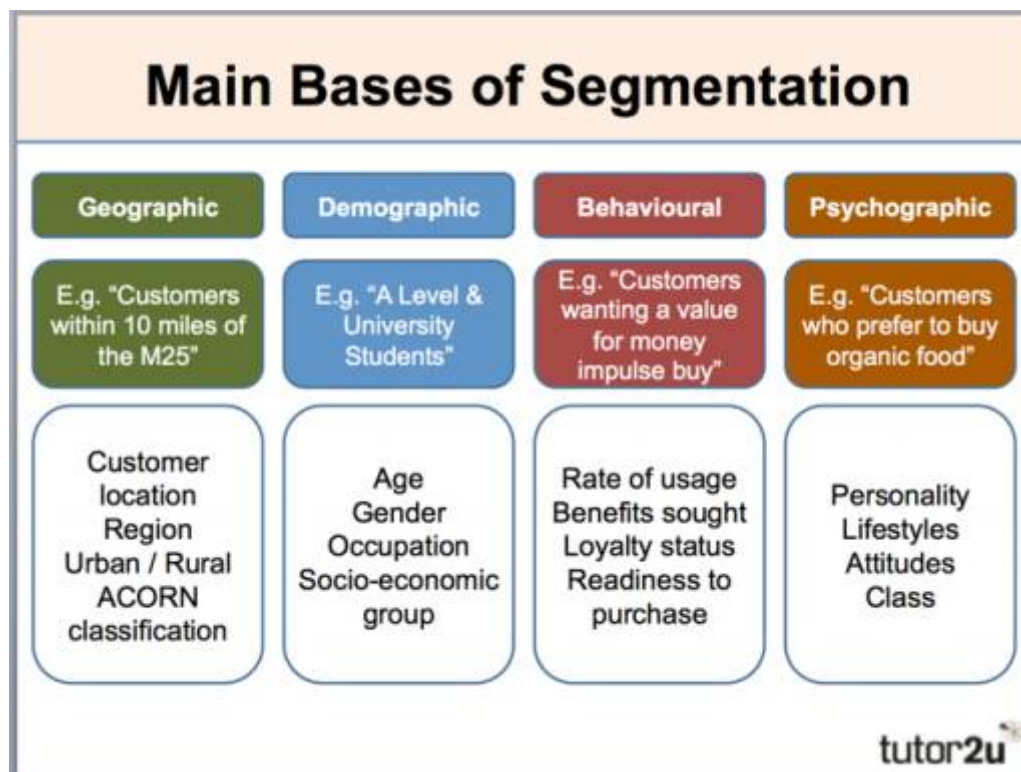 Main Bases of Segmentation
Geographic
Demographic
Behavioural
Psychographic
E.g. “Customers
within 10 miles of
the M25”
E.g. “A Level &
University
Students”
E.g. “Customers
wanting a value
for money
impulse buy”
E.g. “Customers
who prefer to buy
organic food”
Customer
location
Region
Urban / Rural
ACORN
classification
Age
Gender
Occupation
Socio-economic
group
Rate of usage
Benefits sought
Loyalty status
Readiness to
purchase
Personality
Lifestyles
Attitudes
Class
tutor2u